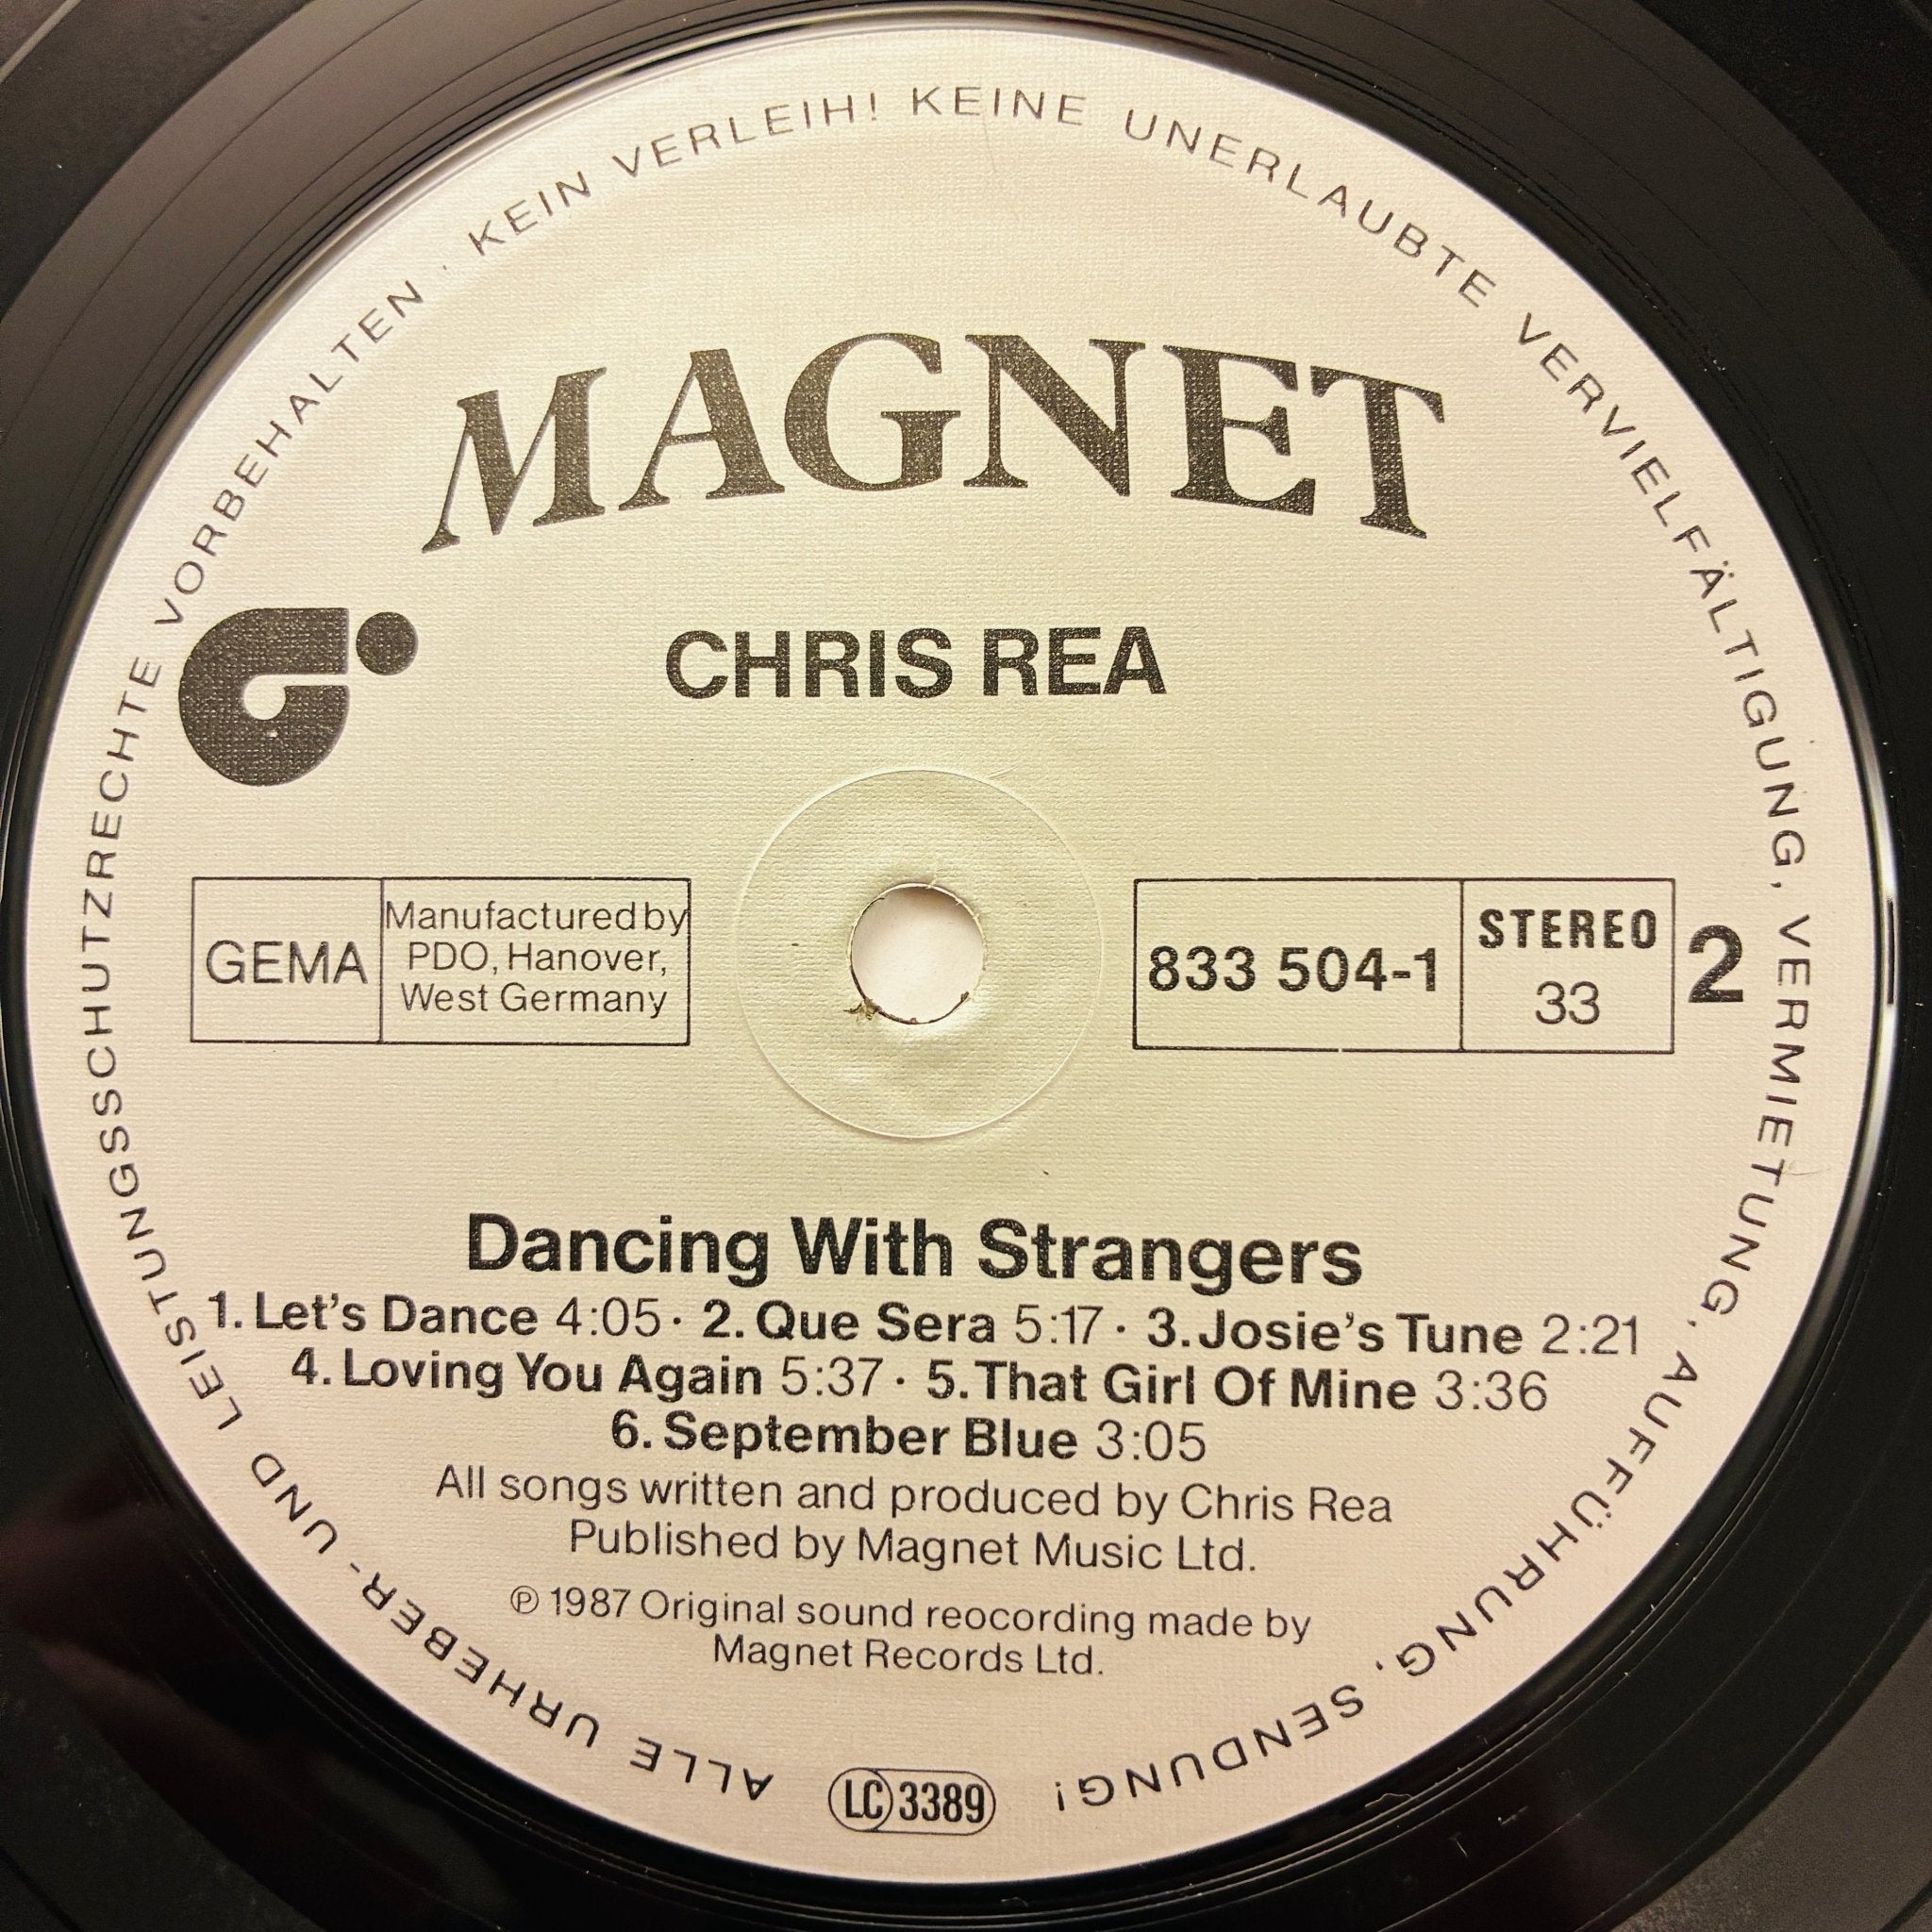 ALLE URHEBER- UND LEISTUNGSSCHUTZRECHTE VORBEHALTEN · KEIN VERLEIH! KEINE UNERLAUBTE VERVIELFÄLTIGUNG, VERMIETUNG, AUFFÜHRUNG, SENDUNG!
MAGNET
CHRIS REA
GEMA
Manufactured by
PDO, Hanover,
West Germany
833 504-1
STEREO
33
2
Dancing With Strangers
1. Let's Dance 4:05 · 2. Que Sera 5:17 · 3. Josie's Tune 2:21
4. Loving You Again 5:37 · 5. That Girl Of Mine 3:36
6. September Blue 3:05
All songs written and produced by Chris Rea
Published by Magnet Music Ltd.
℗ 1987 Original sound reocording made by
Magnet Records Ltd.
LC 3389